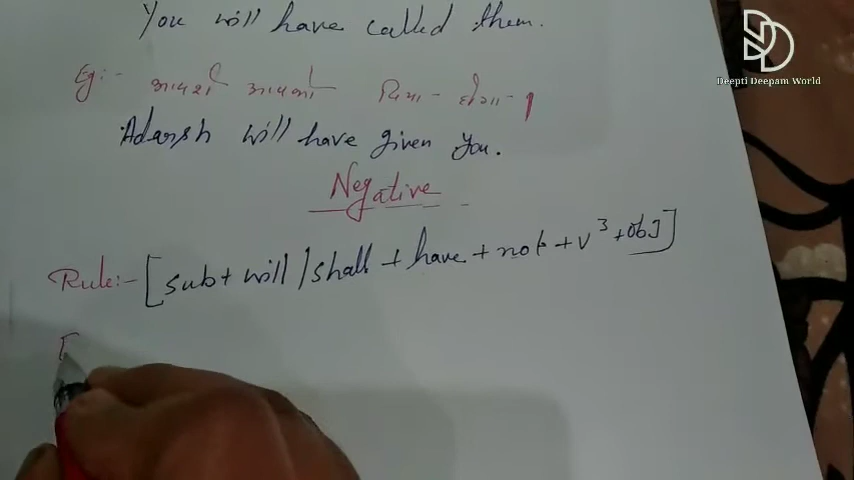 You will have called them.
Deepti Deepam World
Eg:-
Adarsh will have given you.
Negative
Rule:- [sub + will / shall + have + not + v³ + obj]